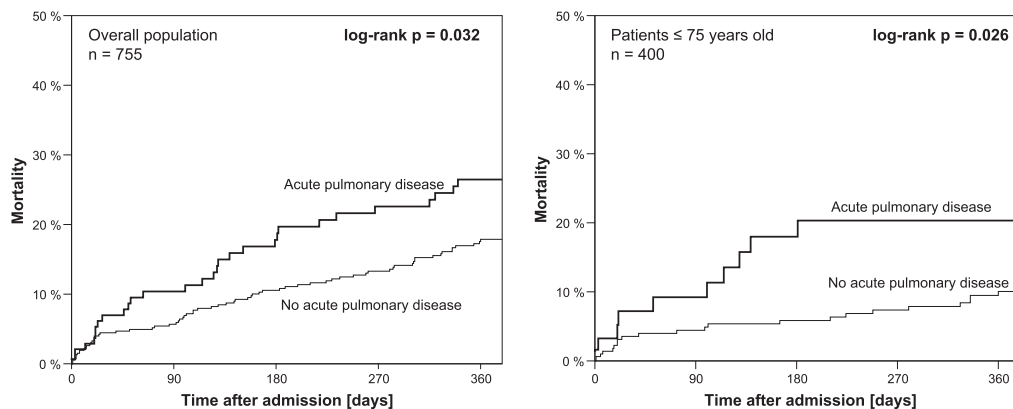 50 %
40 %
30 %
20 %
10 %
0 %
Mortality
Overall population
n = 755
log-rank p = 0.032
Acute pulmonary disease
No acute pulmonary disease
0 90 180 270 360
Time after admission [days]
50 %
40 %
30 %
20 %
10 %
0 %
Mortality
Patients ≤ 75 years old
n = 400
log-rank p = 0.026
Acute pulmonary disease
No acute pulmonary disease
0 90 180 270 360
Time after admission [days]